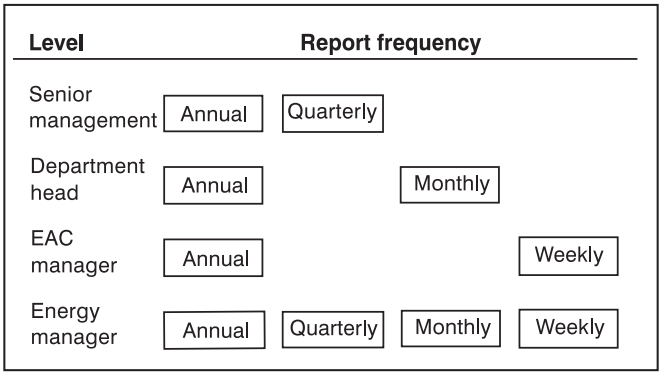 Level Report frequency
Senior
management Annual Quarterly
Department
head Annual Monthly
EAC
manager Annual Weekly
Energy
manager Annual Quarterly Monthly Weekly